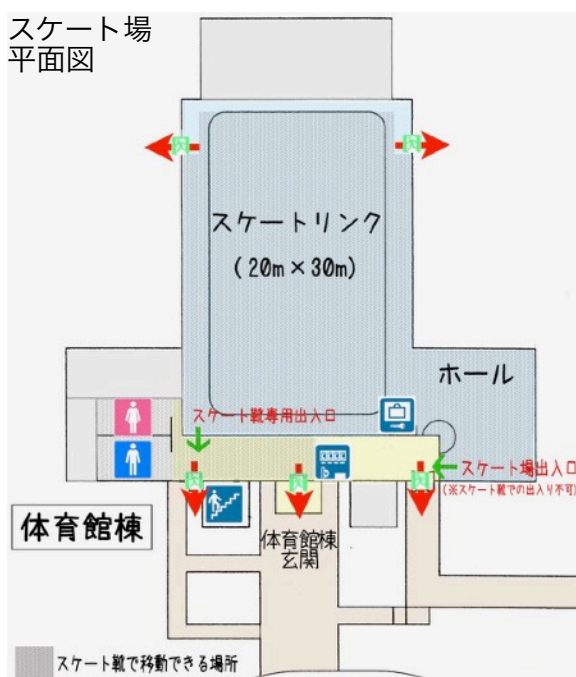 スケート場
平面図
スケートリンク
(20m×30m)
ホール
スケート靴専用出入口
スケート場出入口
(※スケート靴での出入り不可)
体育館棟
体育館棟
玄関
スケート靴で移動できる場所